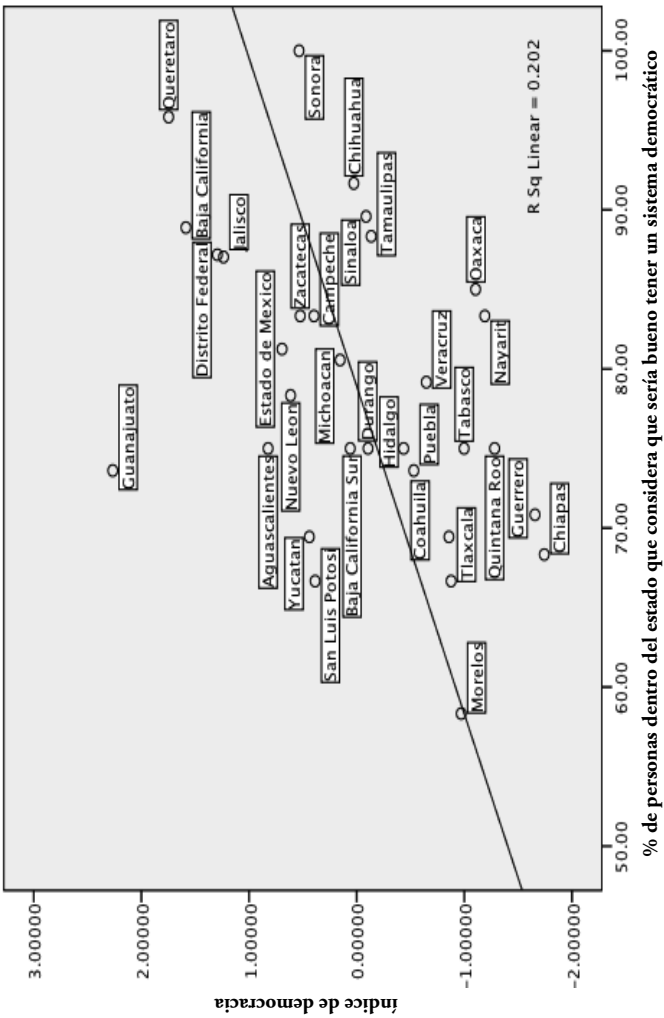 índice de democracia
3.00000
2.00000
1.00000
0.00000
-1.00000
-2.00000
Guanajuato
Queretaro
Baja California
Distrito Federal
Jalisco
Estado de Mexico
Aguascalientes
Nuevo Leon
Zacatecas
Sonora
Yucatan
Michoacan
Campeche
San Luis Potosi
Sinaloa
Chihuahua
Baja California Sur
Durango
Tamaulipas
Hidalgo
Coahuila
Puebla
Veracruz
Tlaxcala
Tabasco
Oaxaca
Morelos
Quintana Roo
Nayarit
Guerrero
Chiapas
R Sq Linear = 0.202
50.00
60.00
70.00
80.00
90.00
100.00
% de personas dentro del estado que considera que sería bueno tener un sistema democrático